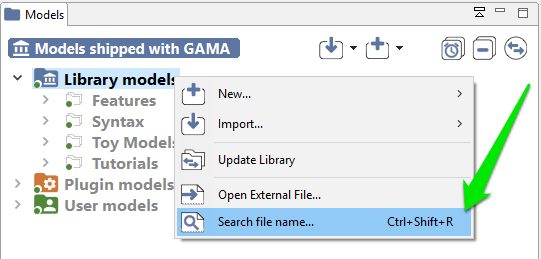 Models
Models shipped with GAMA
Library models
Features
Syntax
Toy Models
Tutorials
Plugin models
User models
New...
Import...
Update Library
Open External File...
Search file name... Ctrl+Shift+R